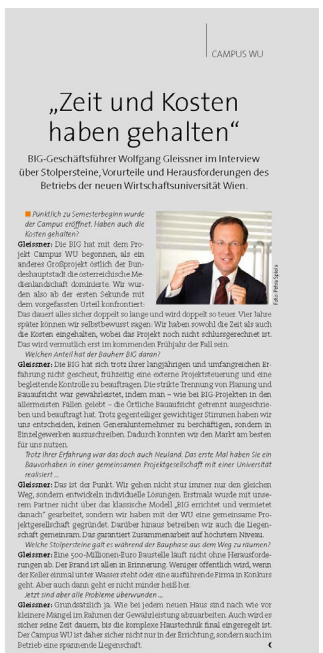 CAMPUS WU
„Zeit und Kosten
haben gehalten“
BIG-Geschäftsführer Wolfgang Gleissner im Interview
über Stolpersteine, Vorurteile und Herausforderungen des
Betriebs der neuen Wirtschaftsuniversität Wien.
Pünktlich zu Semesterbeginn wurde
der Campus eröffnet. Haben auch die
Kosten gehalten?
Gleissner: Die BIG hat mit dem Pro-
jekt Campus WU begonnen, als ein
anderes Großprojekt östlich der Bun-
deshauptstadt die österreichische Me-
dienlandschaft dominierte. Wir wur-
den also ab der ersten Sekunde mit
dem vorgefassten Urteil konfrontiert:
Foto: Petra Spiola
Das dauert alles sicher doppelt so lange und wird doppelt so teuer. Vier Jahre
später können wir selbstbewusst sagen: Wir haben sowohl die Zeit als auch
die Kosten eingehalten, wobei das Projekt noch nicht schlussgerechnet ist.
Das wird vermutlich erst im kommenden Frühjahr der Fall sein.
Welchen Anteil hat der Bauherr BIG daran?
Gleissner: Die BIG hat sich trotz ihrer langjährigen und umfangreichen Er-
fahrung nicht gescheut, frühzeitig eine externe Projektsteuerung und eine
begleitende Kontrolle zu beauftragen. Die strikte Trennung von Planung und
Bauaufsicht war gewährleistet, indem man – wie bei BIG-Projekten in den
allermeisten Fällen gelebt – die Örtliche Bauaufsicht getrennt ausgeschrie-
ben und beauftragt hat. Trotz gegenteiliger gewichtiger Stimmen haben wir
uns entschieden, keinen Generalunternehmer zu beschäftigen, sondern in
Einzelgewerken auszuschreiben. Dadurch konnten wir den Markt am besten
für uns nutzen.
Trotz Ihrer Erfahrung war das doch auch Neuland. Das erste Mal haben Sie ein
Bauvorhaben in einer gemeinsamen Projektgesellschaft mit einer Universität
realisiert ...
Gleissner: Das ist der Punkt. Wir gehen nicht stur immer nur den gleichen
Weg, sondern entwickeln individuelle Lösungen. Erstmals wurde mit unse-
rem Partner nicht über das klassische Modell „BIG errichtet und vermietet
danach“ gearbeitet, sondern wir haben mit der WU eine gemeinsame Pro-
jektgesellschaft gegründet. Darüber hinaus betreiben wir auch die Liegen-
schaft gemeinsam. Das garantiert Zusammenarbeit auf höchstem Niveau.
Welche Stolpersteine galt es während der Bauphase aus dem Weg zu räumen?
Gleissner: Eine 500-Millionen-Euro Baustelle läuft nicht ohne Herausforde-
rungen ab. Der Brand ist allen in Erinnerung. Weniger öffentlich wird, wenn
der Keller einmal unter Wasser steht oder eine ausführende Firma in Konkurs
geht. Aber auch dann geht er nicht minder heiß her.
Jetzt sind aber alle Probleme überwunden ...
Gleissner: Grundsätzlich ja. Wie bei jedem neuen Haus sind nach wie vor
kleinere Mängel im Rahmen der Gewährleistung abzuarbeiten. Auch wird es
sicher seine Zeit dauern, bis die komplexe Haustechnik final eingeregelt ist.
Der Campus WU ist daher sicher nicht nur in der Errichtung, sondern auch im
Betrieb eine spannende Liegenschaft.